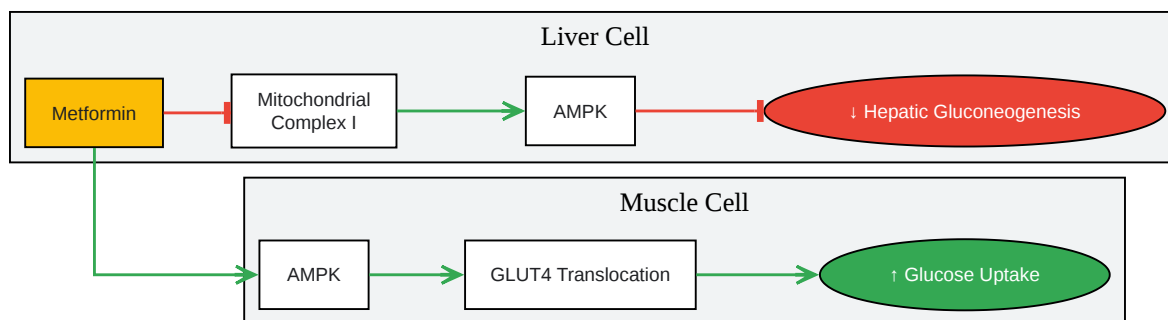 Liver Cell
Metformin
Mitochondrial
Complex I
AMPK
↓ Hepatic Gluconeogenesis
Muscle Cell
AMPK
GLUT4 Translocation
↑ Glucose Uptake